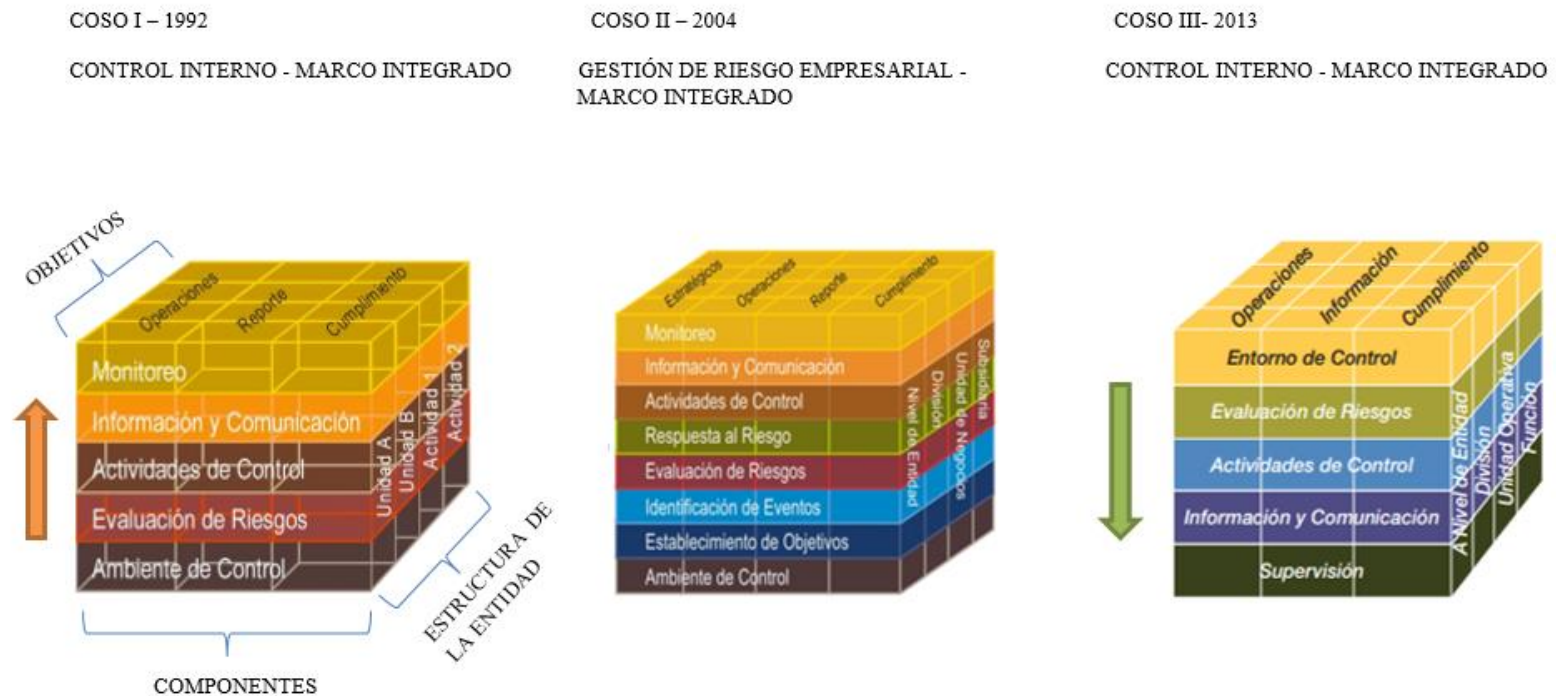 COSO I – 1992
CONTROL INTERNO - MARCO INTEGRADO
OBJETIVOS
Operaciones
Reporte
Cumplimiento
Monitoreo
Información y Comunicación
Actividades de Control
Evaluación de Riesgos
Ambiente de Control
Unidad A
Unidad B
Actividad 1
Actividad 2
ESTRUCTURA DE
LA ENTIDAD
COMPONENTES
COSO II – 2004
GESTIÓN DE RIESGO EMPRESARIAL -
MARCO INTEGRADO
Estratégicos
Operaciones
Reporte
Cumplimiento
Monitoreo
Información y Comunicación
Actividades de Control
Respuesta al Riesgo
Evaluación de Riesgos
Identificación de Eventos
Establecimiento de Objetivos
Ambiente de Control
Nivel de Entidad
División
Unidad de Negocios
Subsidiaria
COSO III- 2013
CONTROL INTERNO - MARCO INTEGRADO
Operaciones
Información
Cumplimiento
Entorno de Control
Evaluación de Riesgos
Actividades de Control
Información y Comunicación
Supervisión
A Nivel de Entidad
División
Unidad Operativa
Función